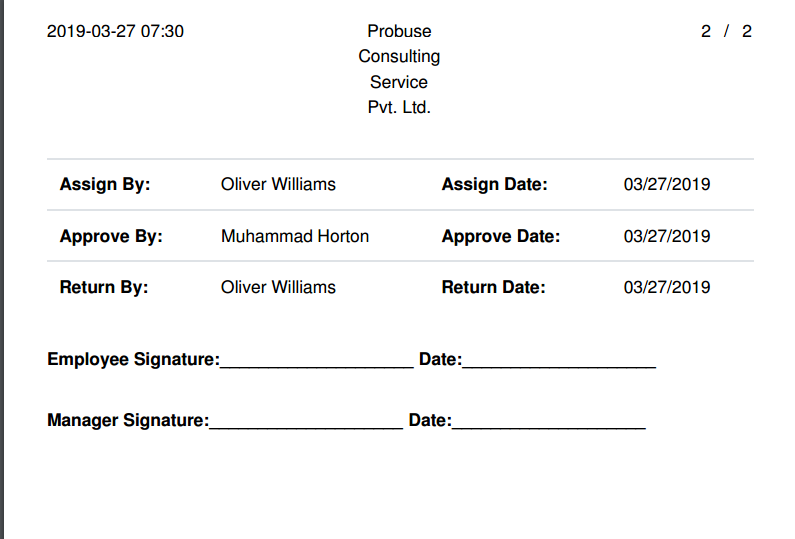 2019-03-27 07:30 Probuse 2 / 2
Consulting
Service
Pvt. Ltd.
Assign By: Oliver Williams Assign Date: 03/27/2019
Approve By: Muhammad Horton Approve Date: 03/27/2019
Return By: Oliver Williams Return Date: 03/27/2019
Employee Signature:____________________ Date:____________________
Manager Signature:____________________ Date:____________________